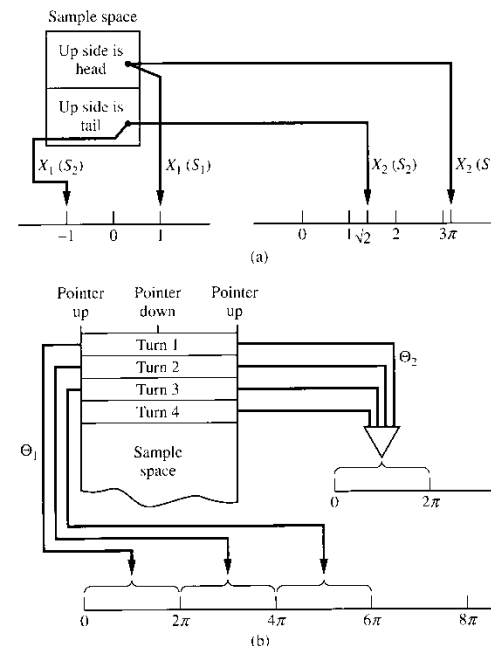 Sample space
Up side is
head
Up side is
tail
X₁ (S₂)
X₁ (S₁)
X₂ (S₂)
X₂ (S
-1 0 1
0 1 √2 2 3π
(a)
Pointer up
Pointer down
Pointer up
Turn 1
Turn 2
Turn 3
Turn 4
Sample
space
Θ₁
Θ₂
0 2π
0 2π 4π 6π 8π
(b)